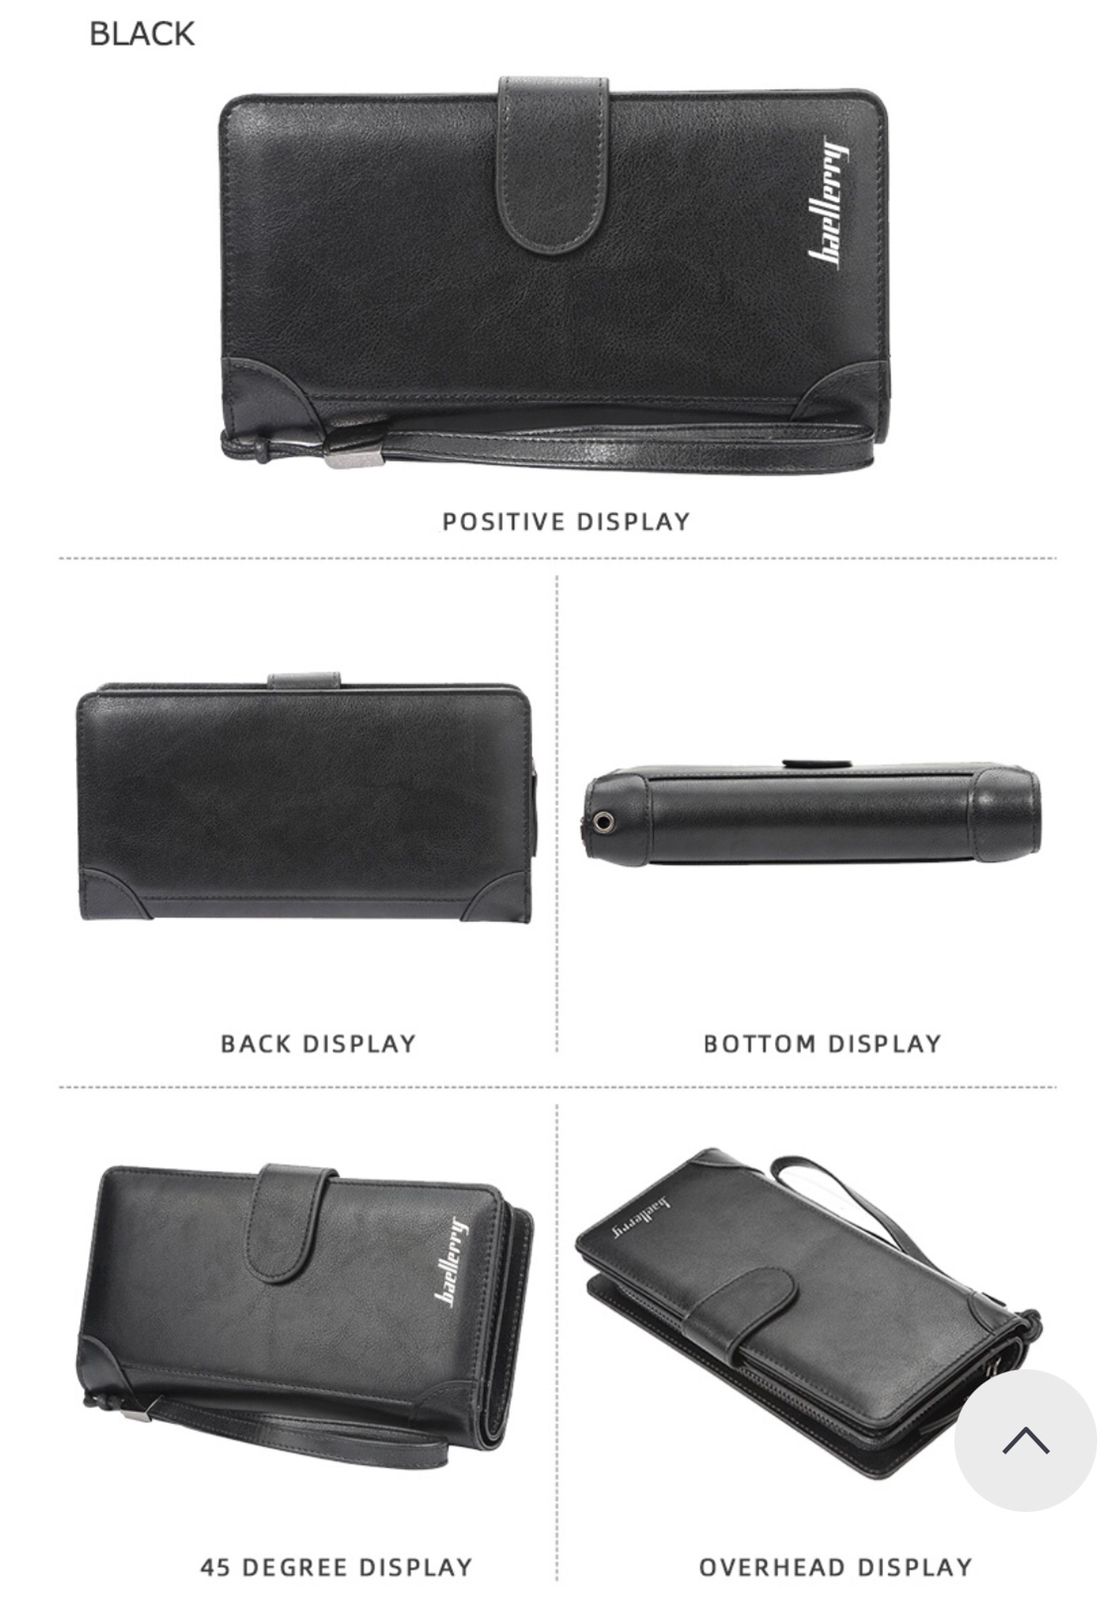 BLACK
baellerry
POSITIVE DISPLAY
BACK DISPLAY
BOTTOM DISPLAY
baellerry
baellerry
45 DEGREE DISPLAY
OVERHEAD DISPLAY